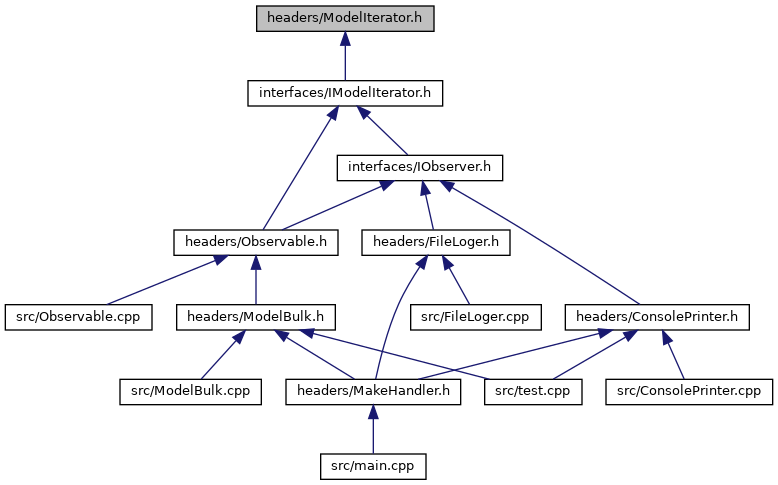 headers/ModelIterator.h
interfaces/IModelIterator.h
interfaces/IObserver.h
headers/Observable.h
headers/FileLoger.h
src/Observable.cpp
headers/ModelBulk.h
src/FileLoger.cpp
headers/ConsolePrinter.h
src/ModelBulk.cpp
headers/MakeHandler.h
src/test.cpp
src/ConsolePrinter.cpp
src/main.cpp